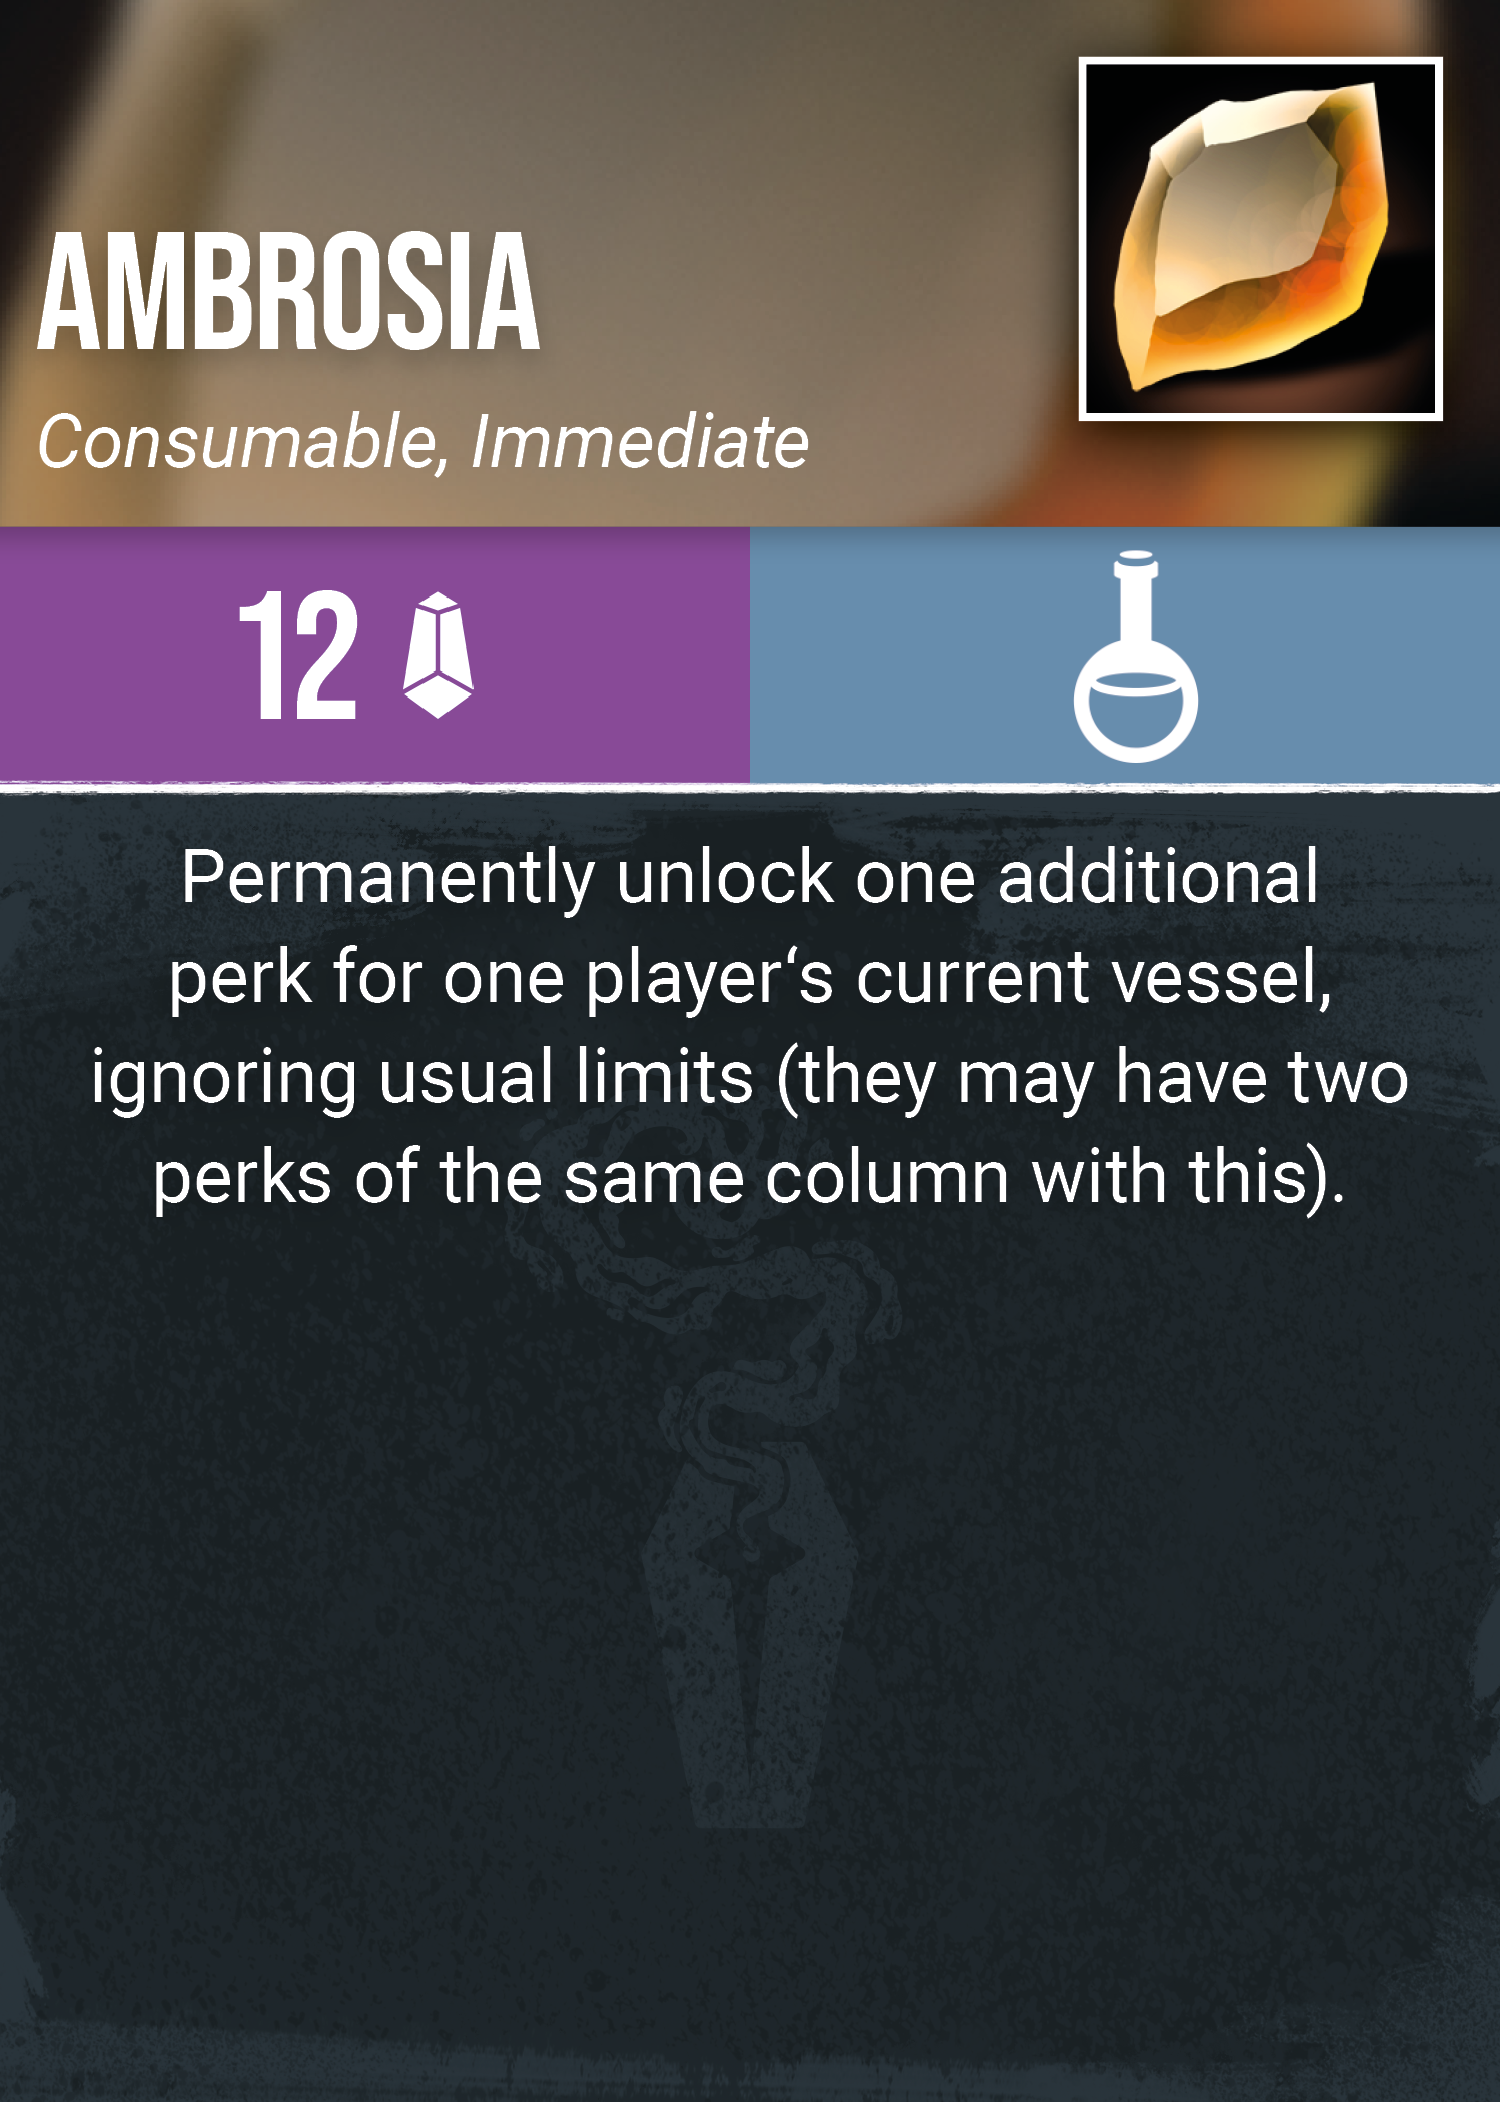 AMBROSIA
Consumable, Immediate
12
Permanently unlock one additional
perk for one player‘s current vessel,
ignoring usual limits (they may have two
perks of the same column with this).